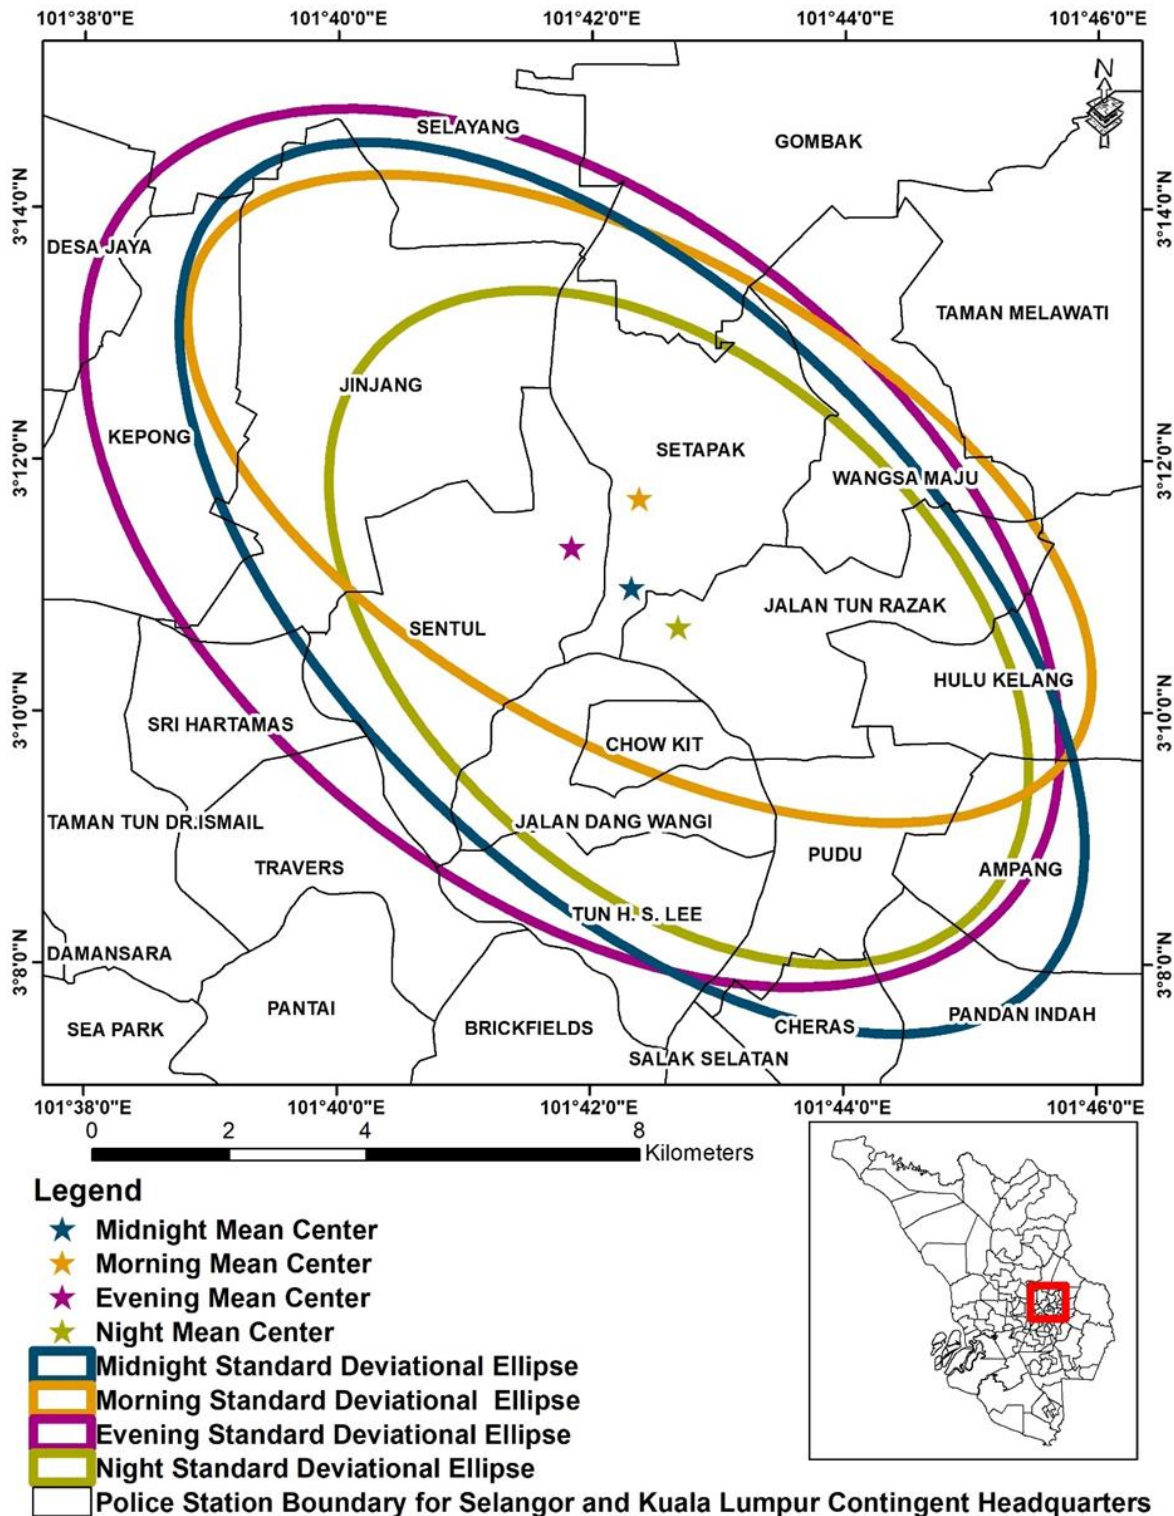 101°38'0"E 101°40'0"E 101°42'0"E 101°44'0"E 101°46'0"E
N
SELAYANG
GOMBAK
3°14'0"N 3°14'0"N
DESA JAYA
TAMAN MELAWATI
JINJANG
KEPONG
SETAPAK
3°12'0"N 3°12'0"N
WANGSA MAJU
JALAN TUN RAZAK
SENTUL
HULU KELANG
3°10'0"N 3°10'0"N
SRI HARTAMAS
CHOW KIT
TAMAN TUN DR.ISMAIL
JALAN DANG WANGI
PUDU
TRAVERS
AMPANG
TUN H. S. LEE
DAMANSARA
3°8'0"N 3°8'0"N
PANTAI
PANDAN INDAH
SEA PARK
BRICKFIELDS
CHERAS
SALAK SELATAN
101°38'0"E 101°40'0"E 101°42'0"E 101°44'0"E 101°46'0"E
0 2 4 8
Kilometers
Legend
Midnight Mean Center
Morning Mean Center
Evening Mean Center
Night Mean Center
Midnight Standard Deviational Ellipse
Morning Standard Deviational Ellipse
Evening Standard Deviational Ellipse
Night Standard Deviational Ellipse
Police Station Boundary for Selangor and Kuala Lumpur Contingent Headquarters